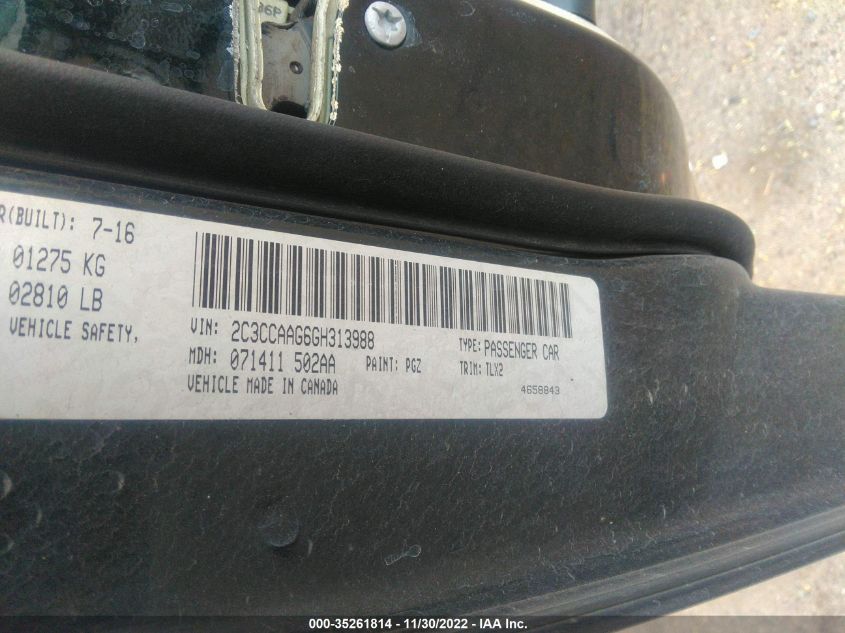 96P
R(BUILT): 7-16
01275 KG
02810 LB
VEHICLE SAFETY,
VIN: 2C3CCAAG6GH313988
TYPE: PASSENGER CAR
MDH: 071411 502AA
PAINT: PGZ
TRIM: TLX2
VEHICLE MADE IN CANADA
4658843
000-35261814 - 11/30/2022 - IAA Inc.